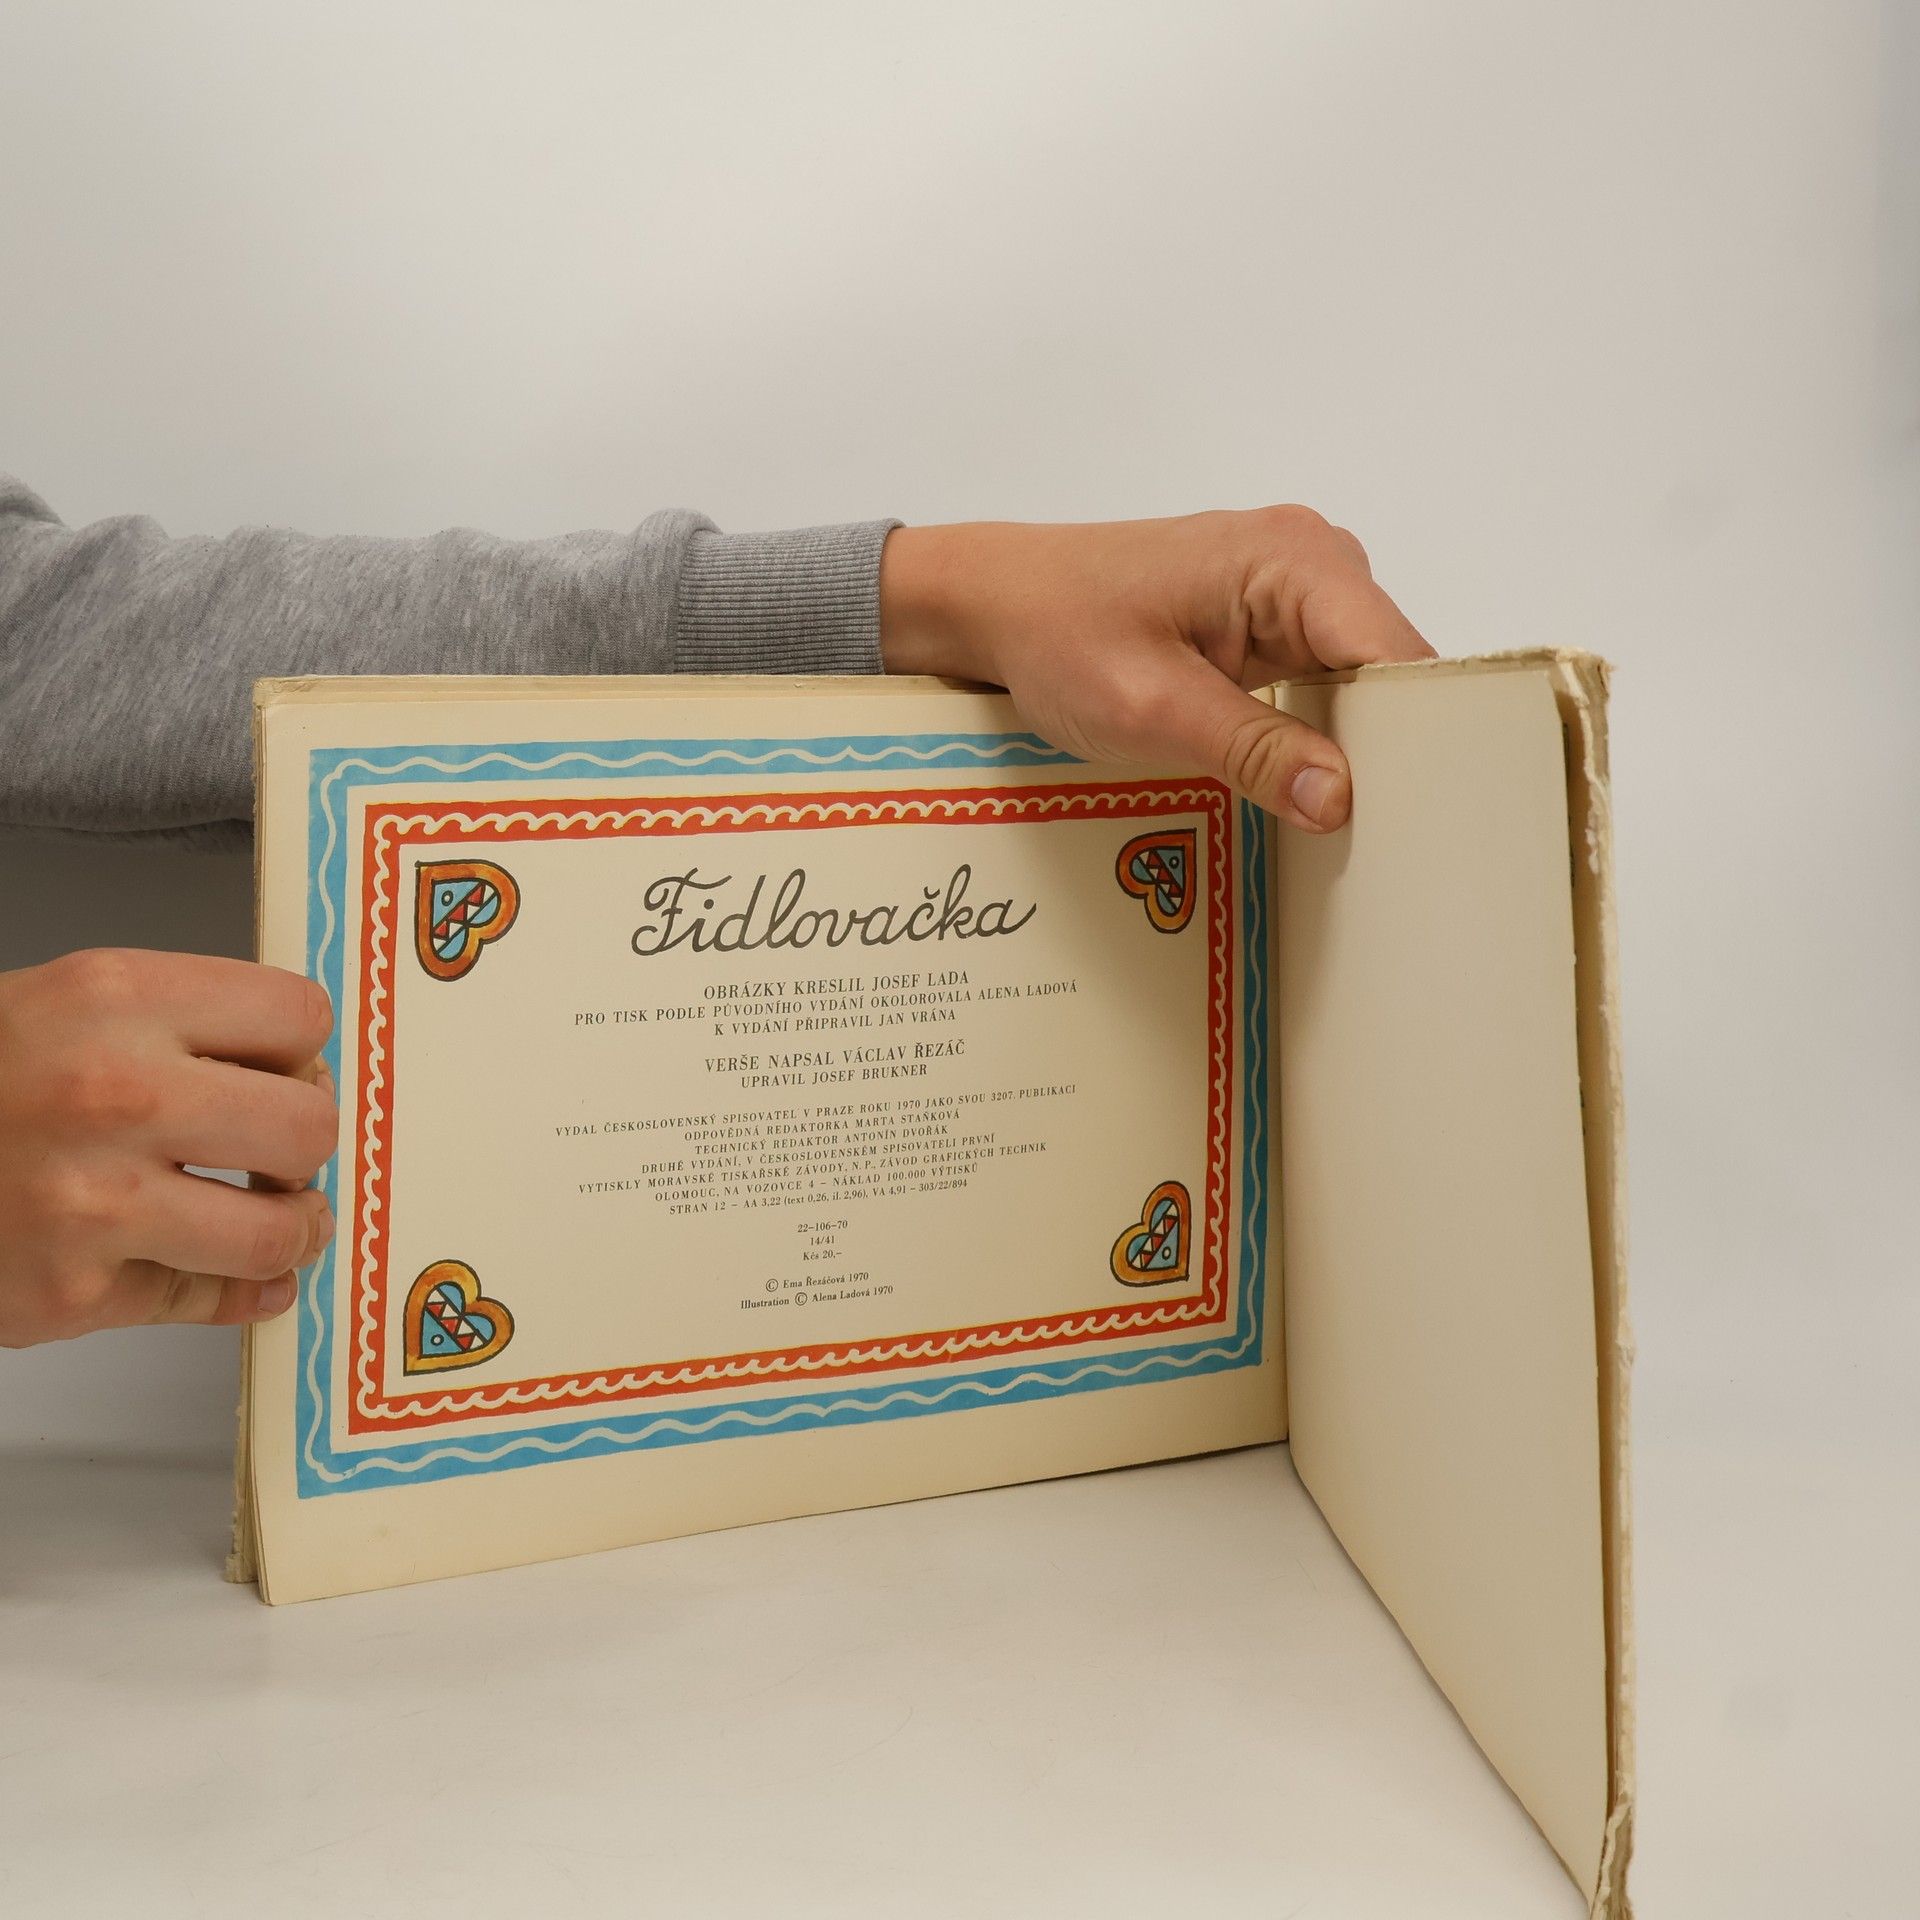 Fidlovačka
OBRÁZKY KRESLIL JOSEF LADA
PRO TISK PODLE PŮVODNÍHO VYDÁNÍ OKOLOROVALA ALENA LADOVÁ
K VYDÁNÍ PŘIPRAVIL JAN VRÁNA
VERŠE NAPSAL VÁCLAV ŘEZÁČ
UPRAVIL JOSEF BRUKNER
VYDAL ČESKOSLOVENSKÝ SPISOVATEL V PRAZE ROKU 1970 JAKO SVOU 3207. PUBLIKACI
ODPOVĚDNÁ REDAKTORKA MARTA STAŇKOVÁ
TECHNICKÝ REDAKTOR ANTONÍN DVOŘÁK
DRUHÉ VYDÁNÍ, V ČESKOSLOVENSKÉM SPISOVATELI PRVNÍ
VYTISKLY MORAVSKÉ TISKAŘSKÉ ZÁVODY, N. P., ZÁVOD GRAFICKÝCH TECHNIK
OLOMOUC, NA VOZOVCE 4 – NÁKLAD 100.000 VÝTISKŮ
STRAN 12 – AA 3,22 (text 0,26, il. 2,96), VA 4,91 – 303/22/894
22–106–70
14/41
Kčs 20,–
© Ema Řezáčová 1970
Illustration © Alena Ladová 1970